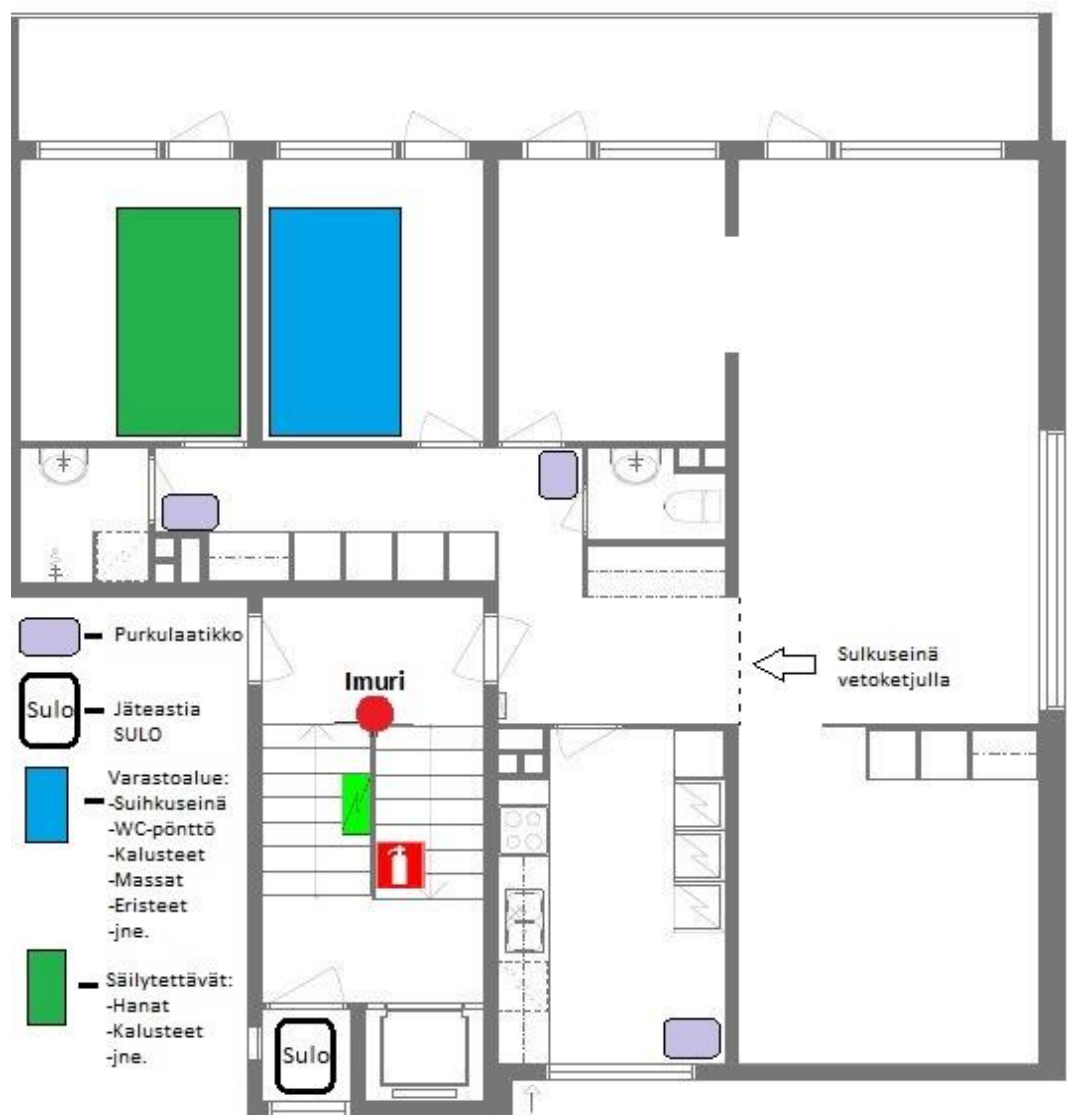 Imuri
Sulkuseinä
vetoketjulla
Purkulaatikko
Sulo
Jäteastia
SULO
Varastoalue:
-Suihkuseinä
-WC-pönttö
-Kalusteet
-Massat
-Eristeet
-jne.
Säilytettävät:
-Hanat
-Kalusteet
-jne.
Sulo